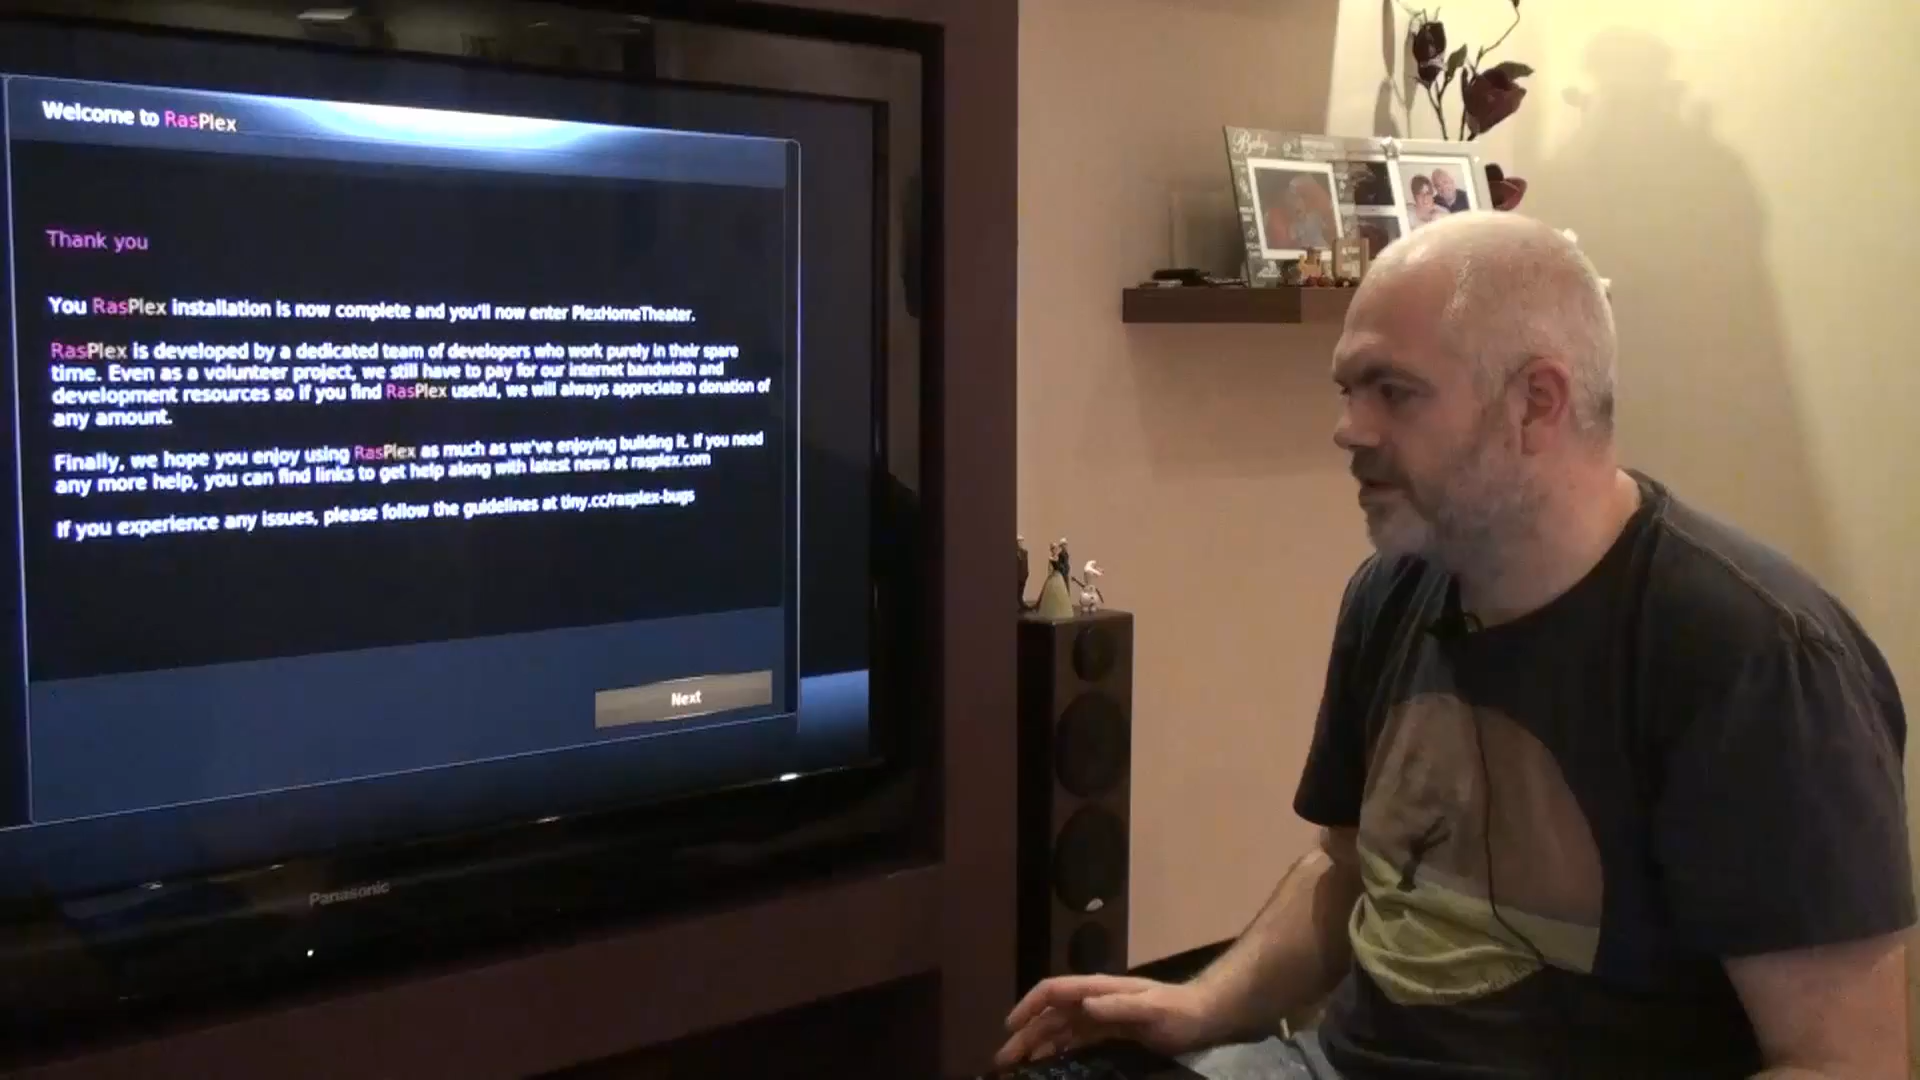 Welcome to RasPlex
Thank you
You RasPlex installation is now complete and you'll now enter PlexHomeTheater.
RasPlex is developed by a dedicated team of developers who work purely in their spare
time. Even as a volunteer project, we still have to pay for our internet bandwidth and
development resources so if you find RasPlex useful, we will always appreciate a donation of
any amount.
Finally, we hope you enjoy using RasPlex as much as we've enjoying building it. If you need
any more help, you can find links to get help along with latest news at rasplex.com
If you experience any issues, please follow the guidelines at tiny.cc/rasplex-bugs
Next
Panasonic
Baby